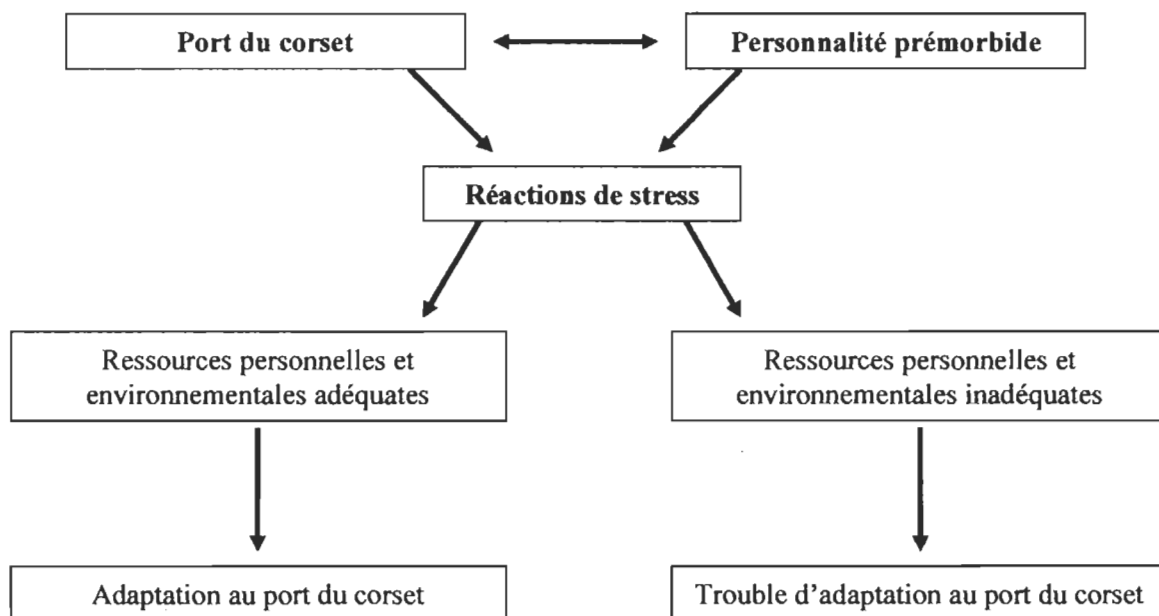 Port du corset
Personnalité prémorbide
Réactions de stress
Ressources personnelles et
environnementales adéquates
Ressources personnelles et
environnementales inadéquates
Adaptation au port du corset
Trouble d'adaptation au port du corset